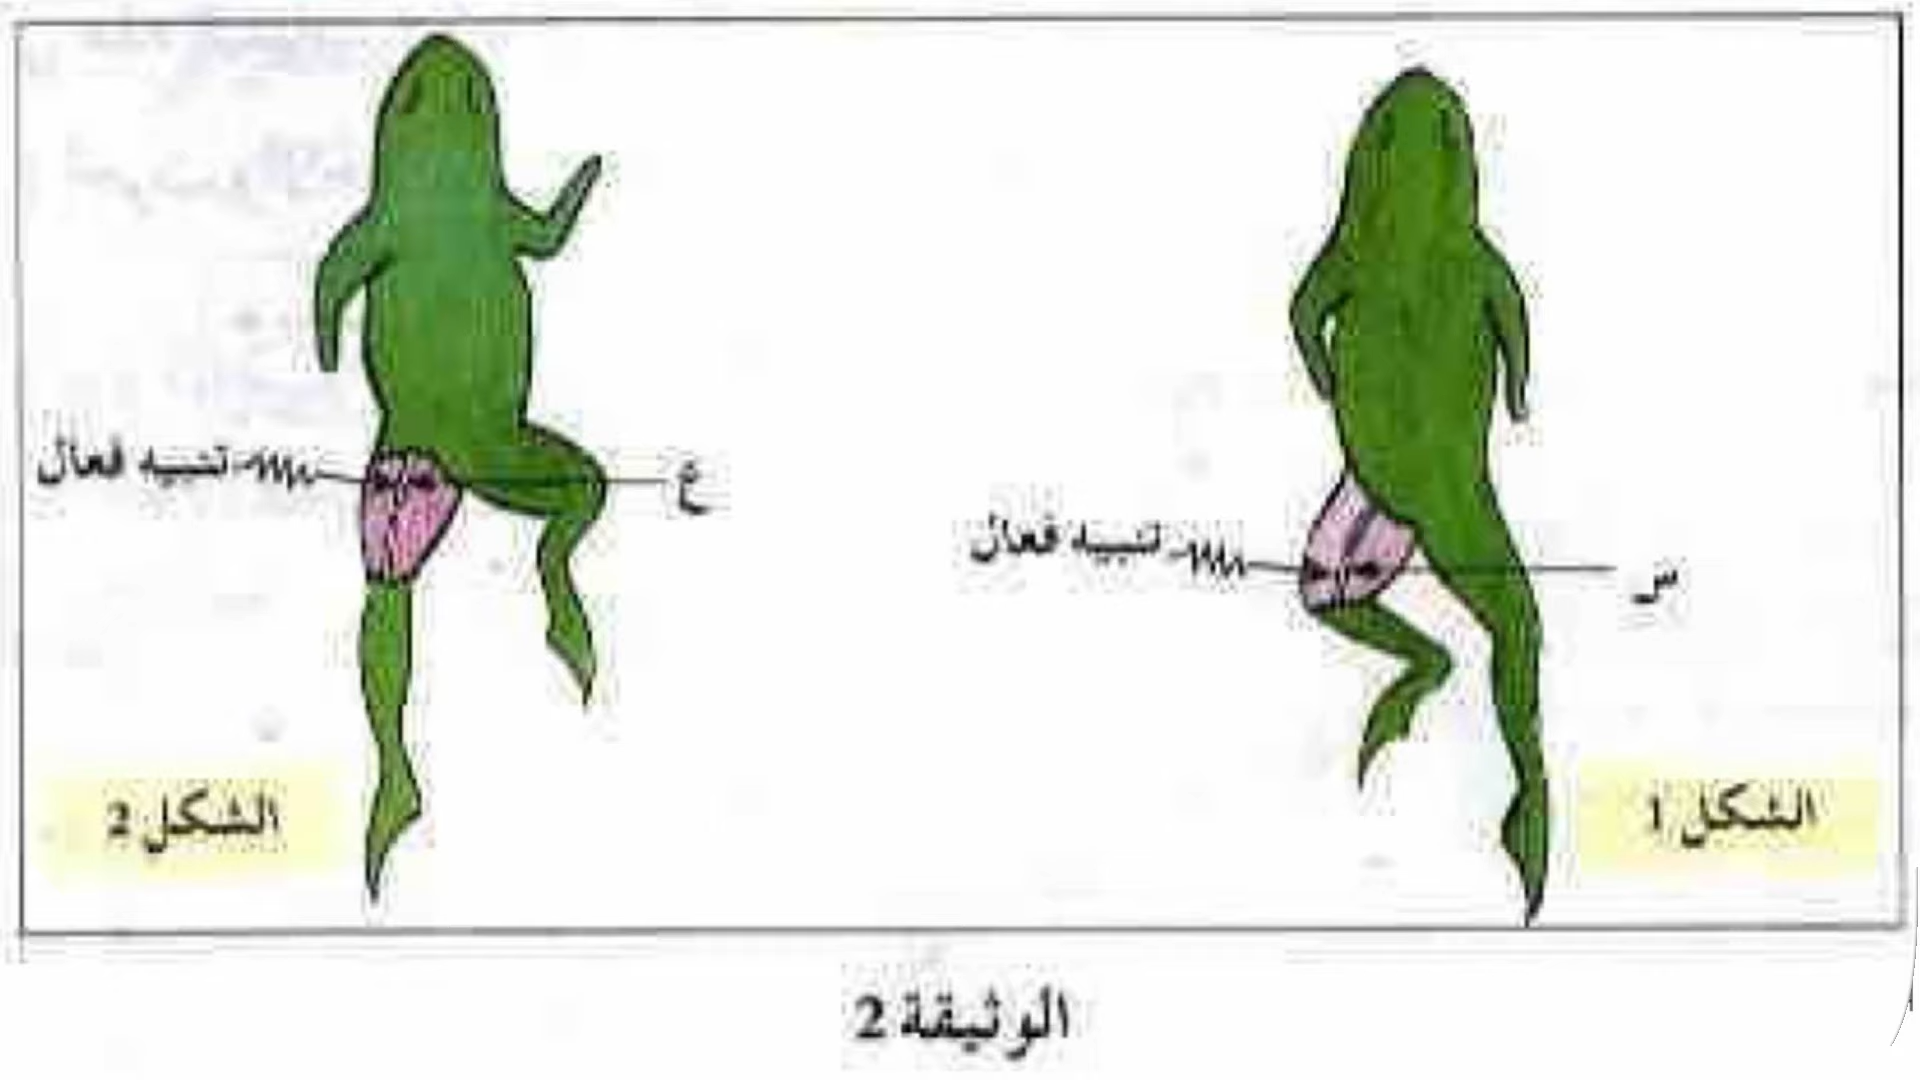 تنبيه فعال
ع
تنبيه فعال
س
الشكل 1
الشكل 2
الوثيقة 2